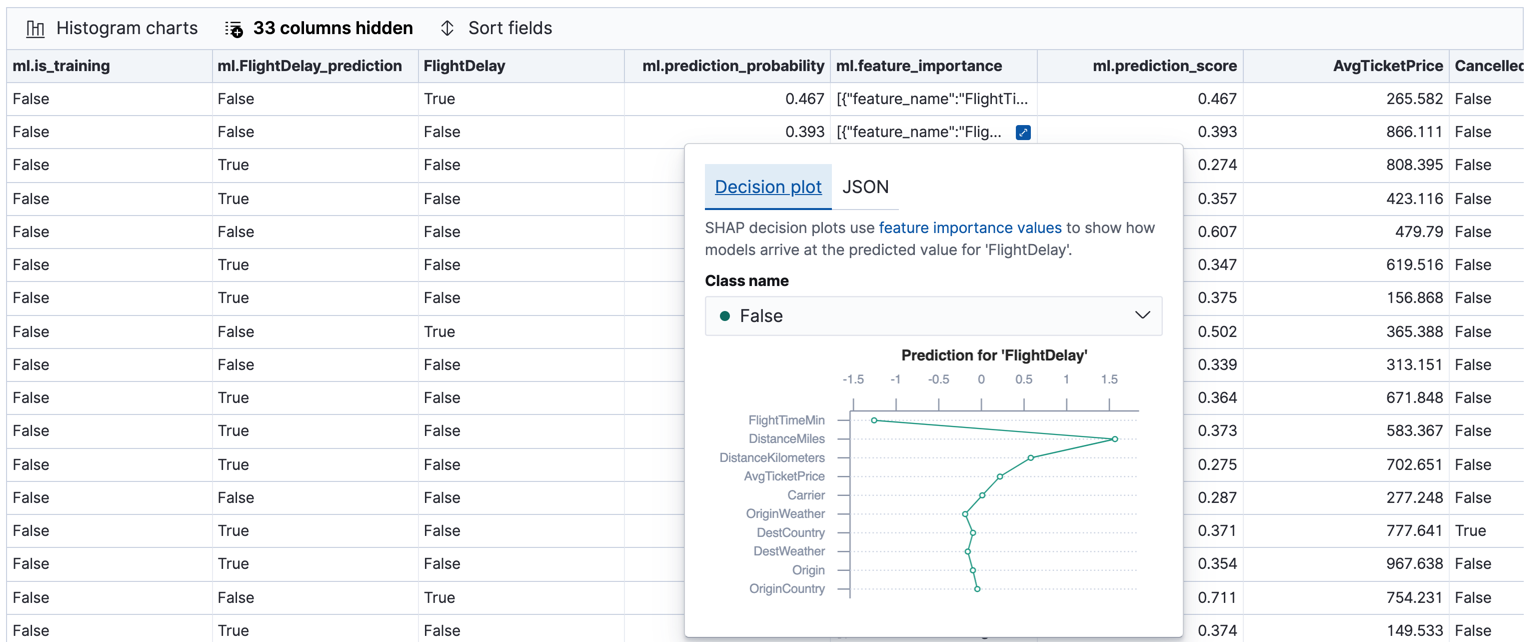 Histogram charts 33 columns hidden Sort fields
ml.is_training ml.FlightDelay_prediction FlightDelay ml.prediction_probability ml.feature_importance ml.prediction_score AvgTicketPrice Cancelled
False False True 0.467 [{"feature_name":"FlightTi... 0.467 265.582 False
False False False 0.393 [{"feature_name":"Flig... 0.393 866.111 False
False True False 0.274 808.395 False
False True False 0.357 423.116 False
False False False 0.607 479.79 False
False True False 0.347 619.516 False
False True False 0.375 156.868 False
False False True 0.502 365.388 False
False False False 0.339 313.151 False
False True False 0.364 671.848 False
False True False 0.373 583.367 False
False True False 0.275 702.651 False
False False False 0.287 277.248 False
False True False 0.371 777.641 True
False True False 0.354 967.638 False
False False True 0.711 754.231 False
False True False 0.374 149.533 False
Decision plot JSON
SHAP decision plots use feature importance values to show how
models arrive at the predicted value for 'FlightDelay'.
Class name
False
Prediction for 'FlightDelay'
-1.5 -1 -0.5 0 0.5 1 1.5
FlightTimeMin
DistanceMiles
DistanceKilometers
AvgTicketPrice
Carrier
OriginWeather
DestCountry
DestWeather
Origin
OriginCountry